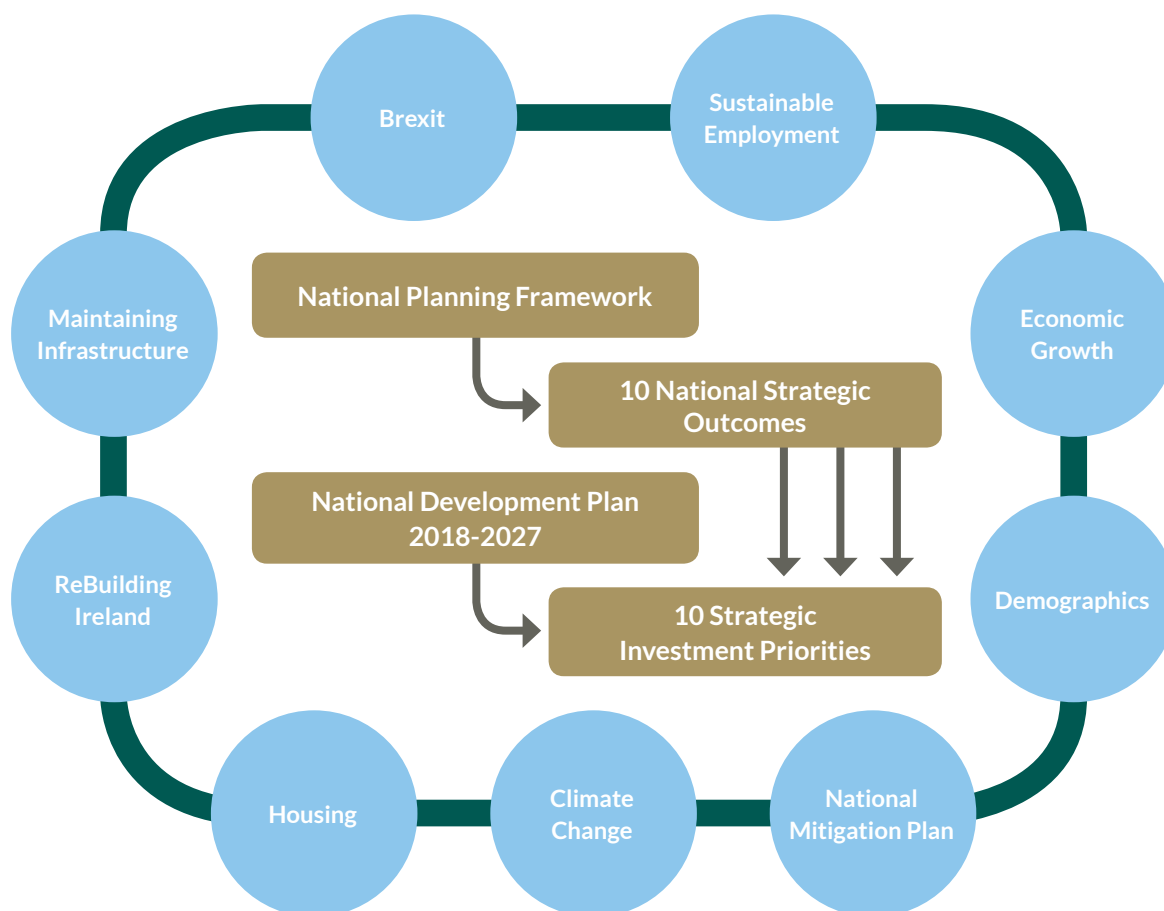 Brexit
Sustainable
Employment
Maintaining
Infrastructure
National Planning Framework
Economic
Growth
10 National Strategic
Outcomes
National Development Plan
2018-2027
ReBuilding
Ireland
Demographics
10 Strategic
Investment Priorities
Housing
Climate
Change
National
Mitigation Plan